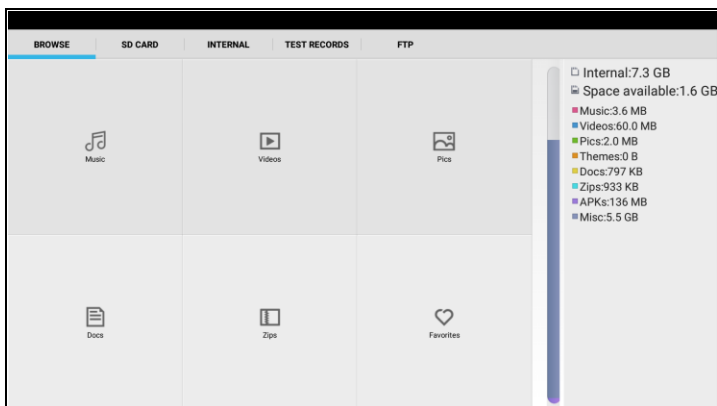 BROWSE SD CARD INTERNAL TEST RECORDS FTP
Music Videos Pics
Docs Zips Favorites
Internal:7.3 GB
Space available:1.6 GB
Music:3.6 MB
Videos:60.0 MB
Pics:2.0 MB
Themes:0 B
Docs:797 KB
Zips:933 KB
APKs:136 MB
Misc:5.5 GB